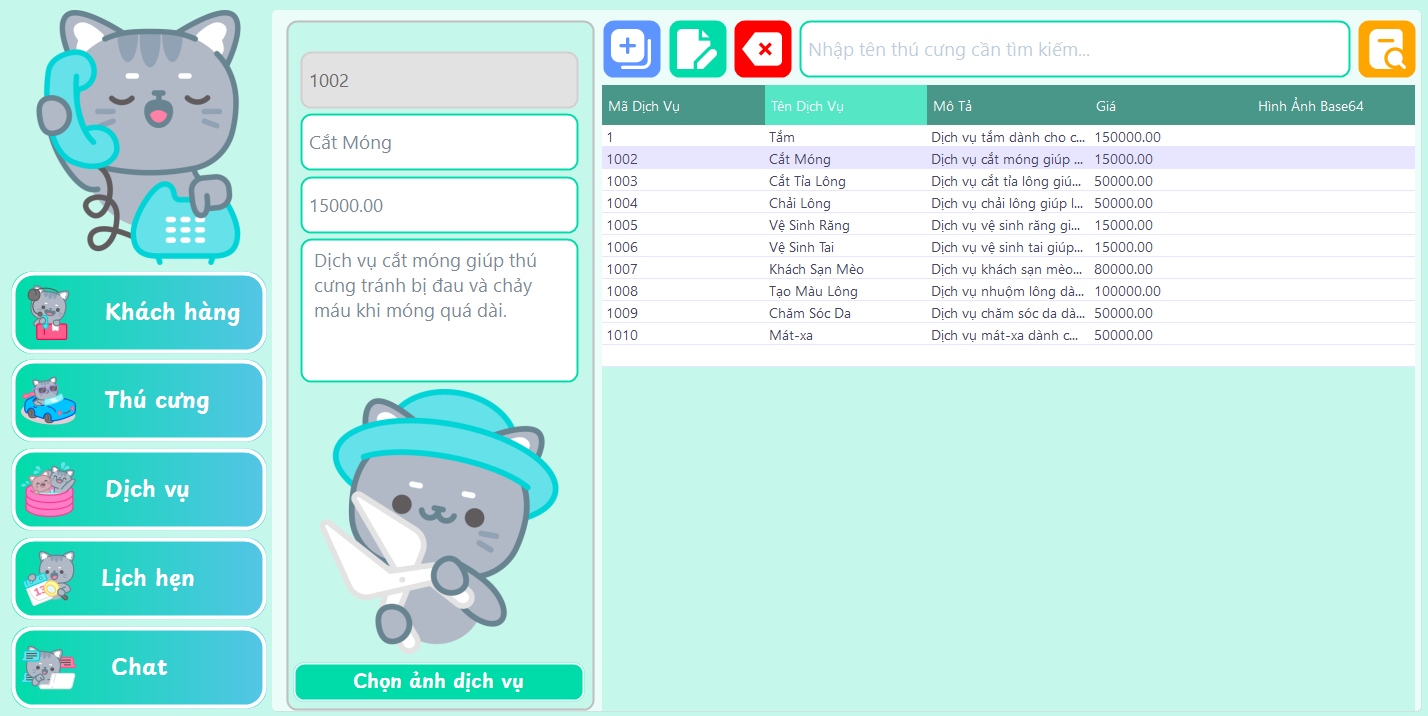 Khách hàng
Thú cưng
Dịch vụ
Lịch hẹn
Chat
1002
Cắt Móng
15000.00
Dịch vụ cắt móng giúp thú
cưng tránh bị đau và chảy
máu khi móng quá dài.
Chọn ảnh dịch vụ
Nhập tên thú cưng cần tìm kiếm...
Mã Dịch Vụ Tên Dịch Vụ Mô Tả Giá Hình Ảnh Base64
1 Tắm Dịch vụ tắm dành cho c... 150000.00
1002 Cắt Móng Dịch vụ cắt móng giúp ... 15000.00
1003 Cắt Tỉa Lông Dịch vụ cắt tỉa lông giú... 50000.00
1004 Chải Lông Dịch vụ chải lông giúp l... 50000.00
1005 Vệ Sinh Răng Dịch vụ vệ sinh răng gi... 15000.00
1006 Vệ Sinh Tai Dịch vụ vệ sinh tai giúp... 15000.00
1007 Khách Sạn Mèo Dịch vụ khách sạn mèo... 80000.00
1008 Tạo Màu Lông Dịch vụ nhuộm lông dà... 100000.00
1009 Chăm Sóc Da Dịch vụ chăm sóc da dà... 50000.00
1010 Mát-xa Dịch vụ mát-xa dành c... 50000.00